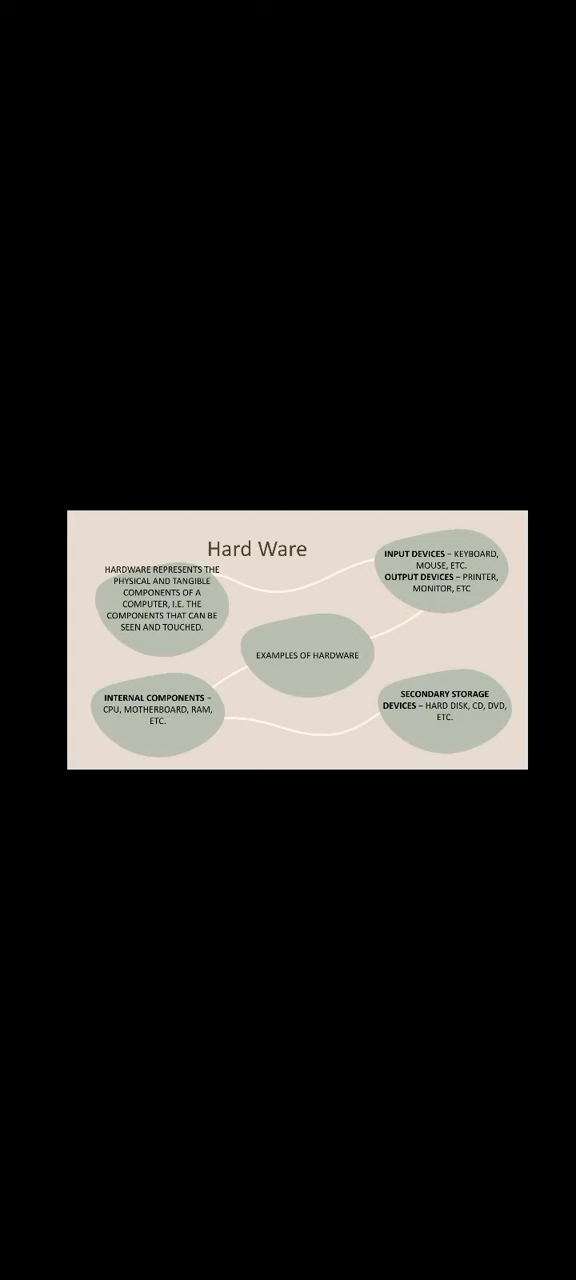 Hard Ware
HARDWARE REPRESENTS THE
PHYSICAL AND TANGIBLE
COMPONENTS OF A
COMPUTER, I.E. THE
COMPONENTS THAT CAN BE
SEEN AND TOUCHED.
INPUT DEVICES – KEYBOARD,
MOUSE, ETC.
OUTPUT DEVICES – PRINTER,
MONITOR, ETC
EXAMPLES OF HARDWARE
INTERNAL COMPONENTS –
CPU, MOTHERBOARD, RAM,
ETC.
SECONDARY STORAGE
DEVICES – HARD DISK, CD, DVD,
ETC.